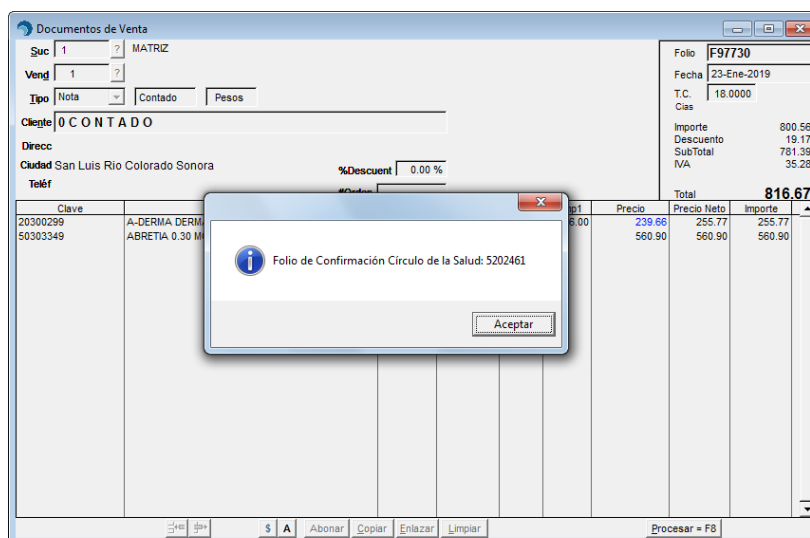 Documentos de Venta
Suc 1 ? MATRIZ
Vend 1 ?
Tipo Nota Contado Pesos
Cliente 0 C O N T A D O
Direcc
Ciudad San Luis Rio Colorado Sonora
Teléf
%Descuent 0.00 %
Folio F97730
Fecha 23-Ene-2019
T.C. 18.0000
Cias
Importe 800.56
Descuento 19.17
SubTotal 781.39
IVA 35.28
Total 816.67
Clave Precio Precio Neto Importe
20300299 A-DERMA 6.00 239.66 255.77 255.77
50303349 ABRETIA 0.30 560.90 560.90 560.90
Folio de Confirmación Círculo de la Salud: 5202461
Aceptar
$ A Abonar Copiar Enlazar Limpiar Procesar = F8